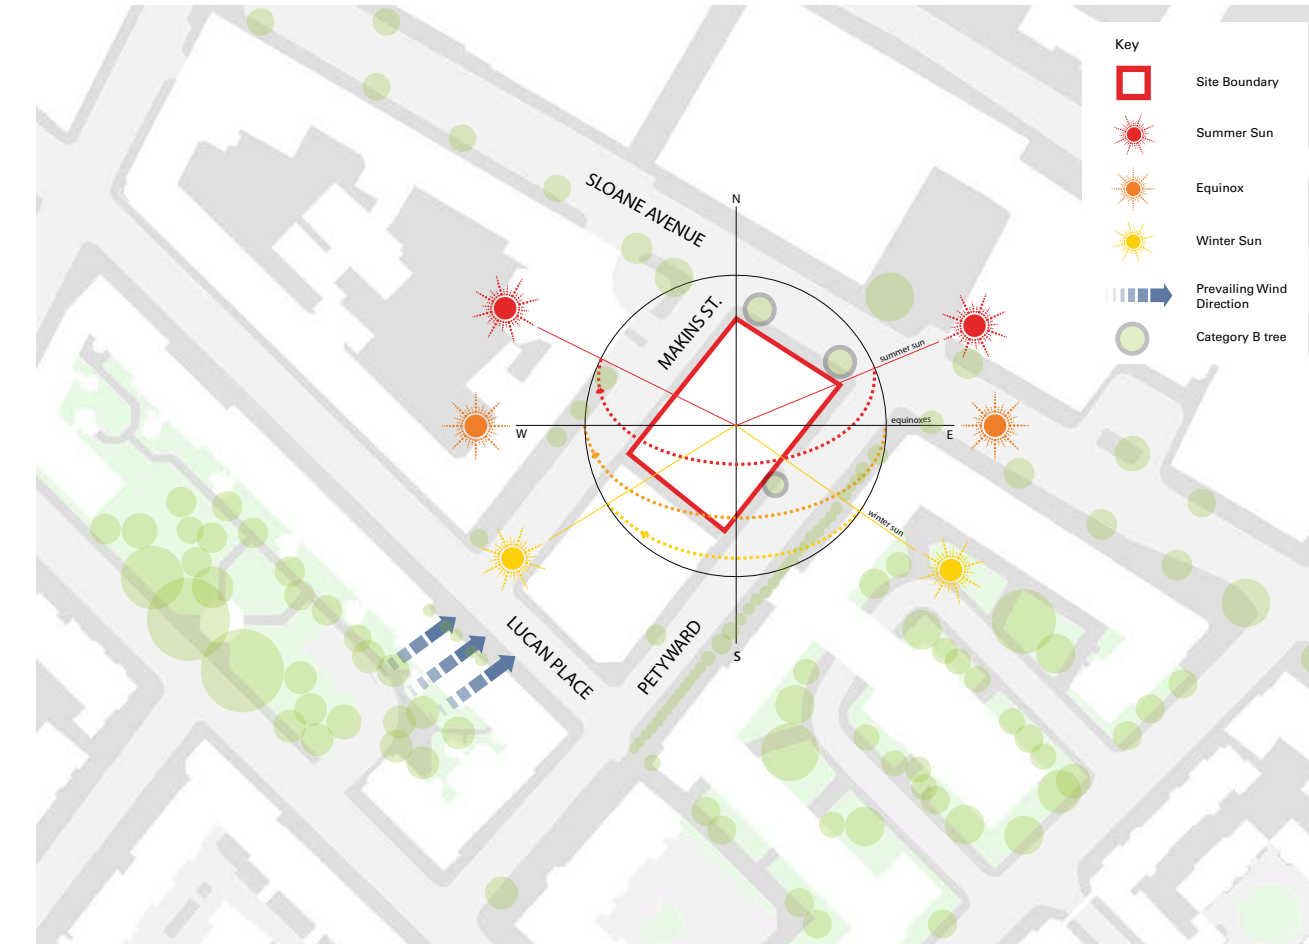 Key
Site Boundary
Summer Sun
Equinox
Winter Sun
Prevailing Wind
Direction
Category B tree
SLOANE AVENUE
N
MAKINS ST.
summer sun
equinoxes
W
E
winter sun
LUCAN PLACE
PETYWARD
S